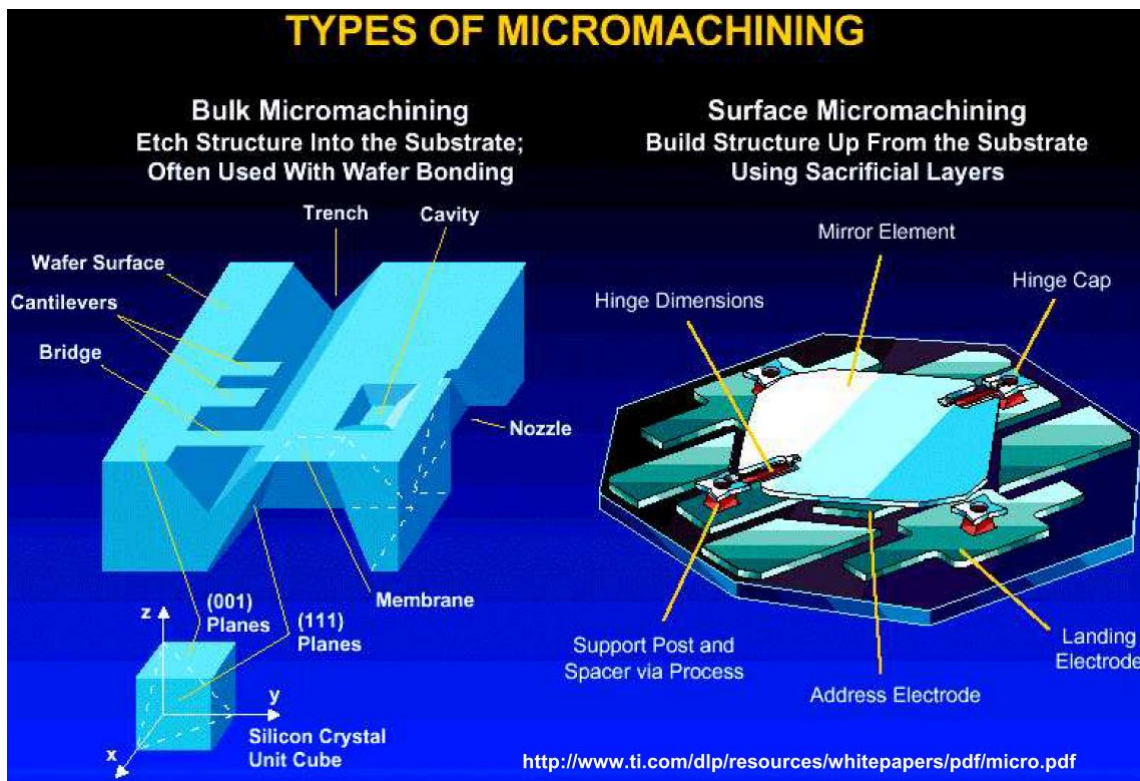 TYPES OF MICROMACHINING
Bulk Micromachining
Etch Structure Into the Substrate;
Often Used With Wafer Bonding
Trench
Cavity
Wafer Surface
Cantilevers
Bridge
Nozzle
Membrane
(001)
Planes
(111)
Planes
z
y
x
Silicon Crystal
Unit Cube
Surface Micromachining
Build Structure Up From the Substrate
Using Sacrificial Layers
Mirror Element
Hinge Dimensions
Hinge Cap
Support Post and
Spacer via Process
Address Electrode
Landing
Electrode
http://www.ti.com/dlp/resources/whitepapers/pdf/micro.pdf